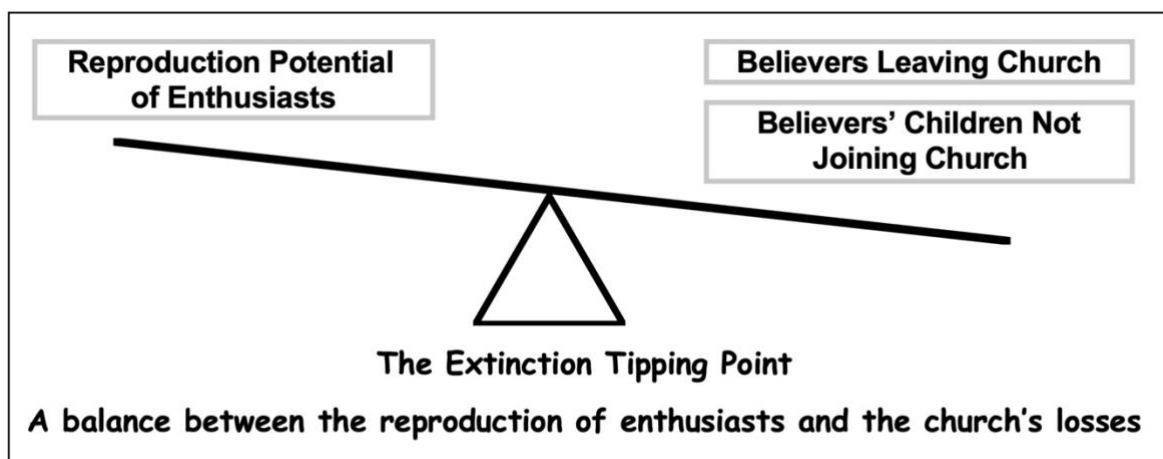 Reproduction Potential
of Enthusiasts
Believers Leaving Church
Believers’ Children Not
Joining Church
The Extinction Tipping Point
A balance between the reproduction of enthusiasts and the church's losses